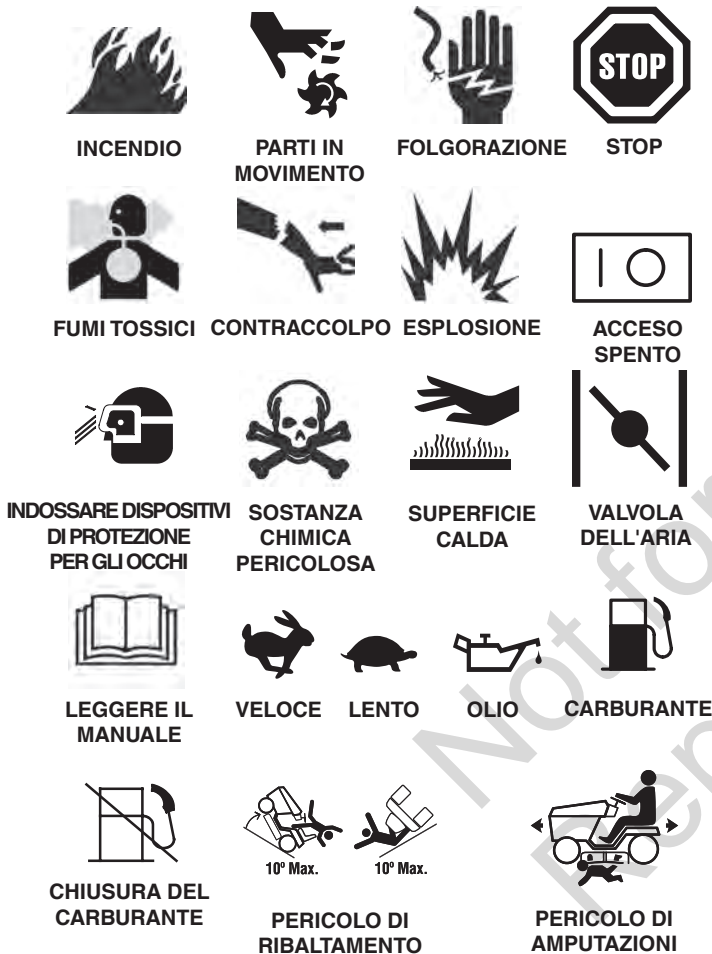 STOP
INCENDIO
PARTI IN
MOVIMENTO
FOLGORAZIONE
STOP
FUMI TOSSICI
CONTRACCOLPO
ESPLOSIONE
ACCESO
SPENTO
INDOSSARE DISPOSITIVI
DI PROTEZIONE
PER GLI OCCHI
SOSTANZA
CHIMICA
PERICOLOSA
SUPERFICIE
CALDA
VALVOLA
DELL'ARIA
LEGGERE IL
MANUALE
VELOCE
LENTO
OLIO
CARBURANTE
CHIUSURA DEL
CARBURANTE
10º Max.
10º Max.
PERICOLO DI
RIBALTAMENTO
PERICOLO DI
AMPUTAZIONI
Not for